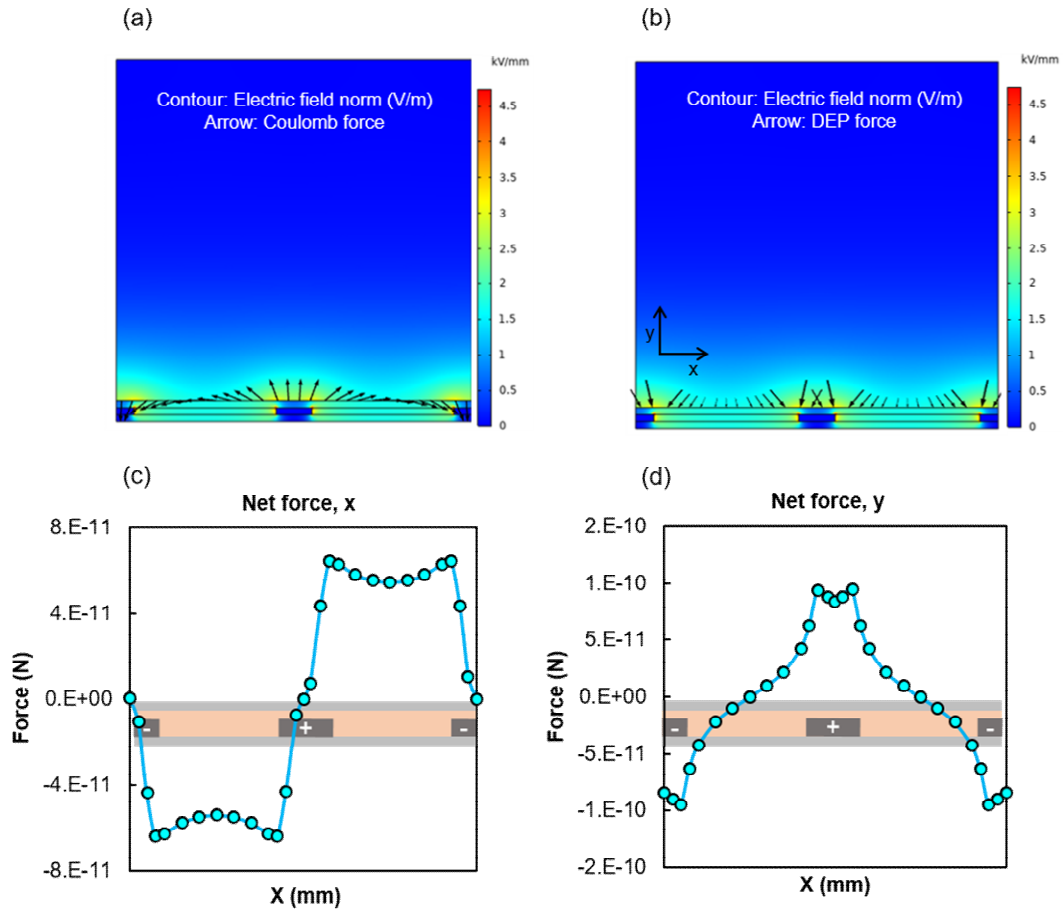 (a)
(b)
kV/mm
kV/mm
Contour: Electric field norm (V/m)
Arrow: Coulomb force
Contour: Electric field norm (V/m)
Arrow: DEP force
4.5
4
3.5
3
2.5
2
1.5
1
0.5
0
4.5
4
3.5
3
2.5
2
1.5
1
0.5
0
y
x
(c)
(d)
Net force, x
Net force, y
8.E-11
4.E-11
0.E+00
-4.E-11
-8.E-11
Force (N)
- + -
X (mm)
2.E-10
1.E-10
5.E-11
0.E+00
-5.E-11
-1.E-10
-2.E-10
Force (N)
- + -
X (mm)